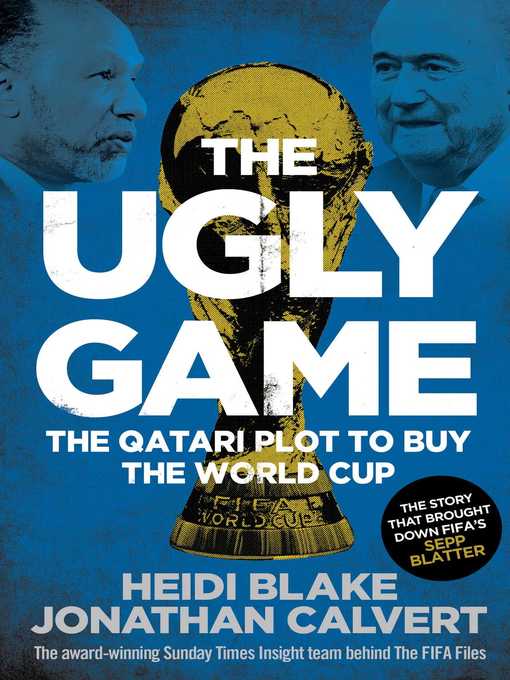 THE
UGLY
GAME
THE QATARI PLOT TO BUY
THE WORLD CUP
FIFA
WORLD CUP
THE STORY
THAT BROUGHT
DOWN FIFA'S
SEPP
BLATTER
HEIDI BLAKE
JONATHAN CALVERT
The award-winning Sunday Times Insight team behind The FIFA Files